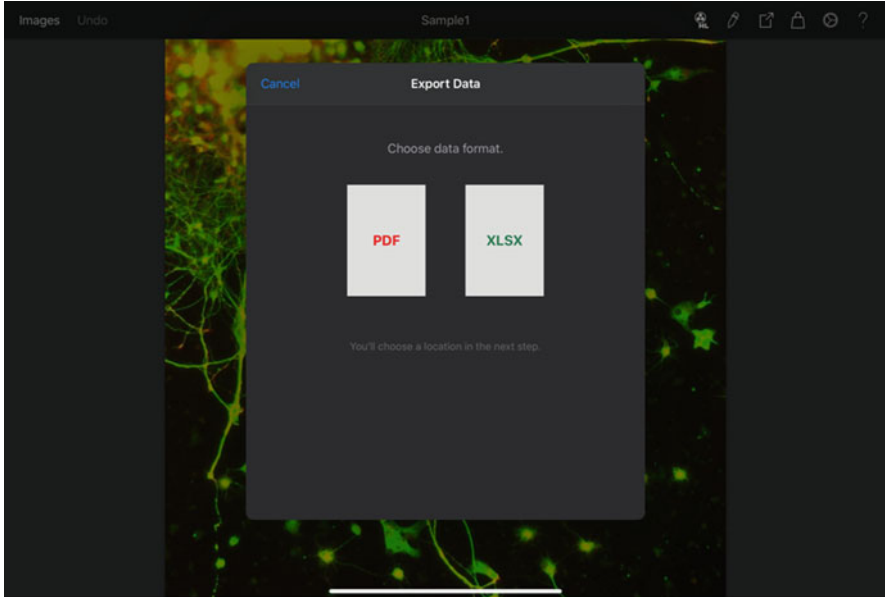 Images Undo Sample1 ?
Cancel Export Data
Choose data format.
PDF XLSX
You'll choose a location in the next step.